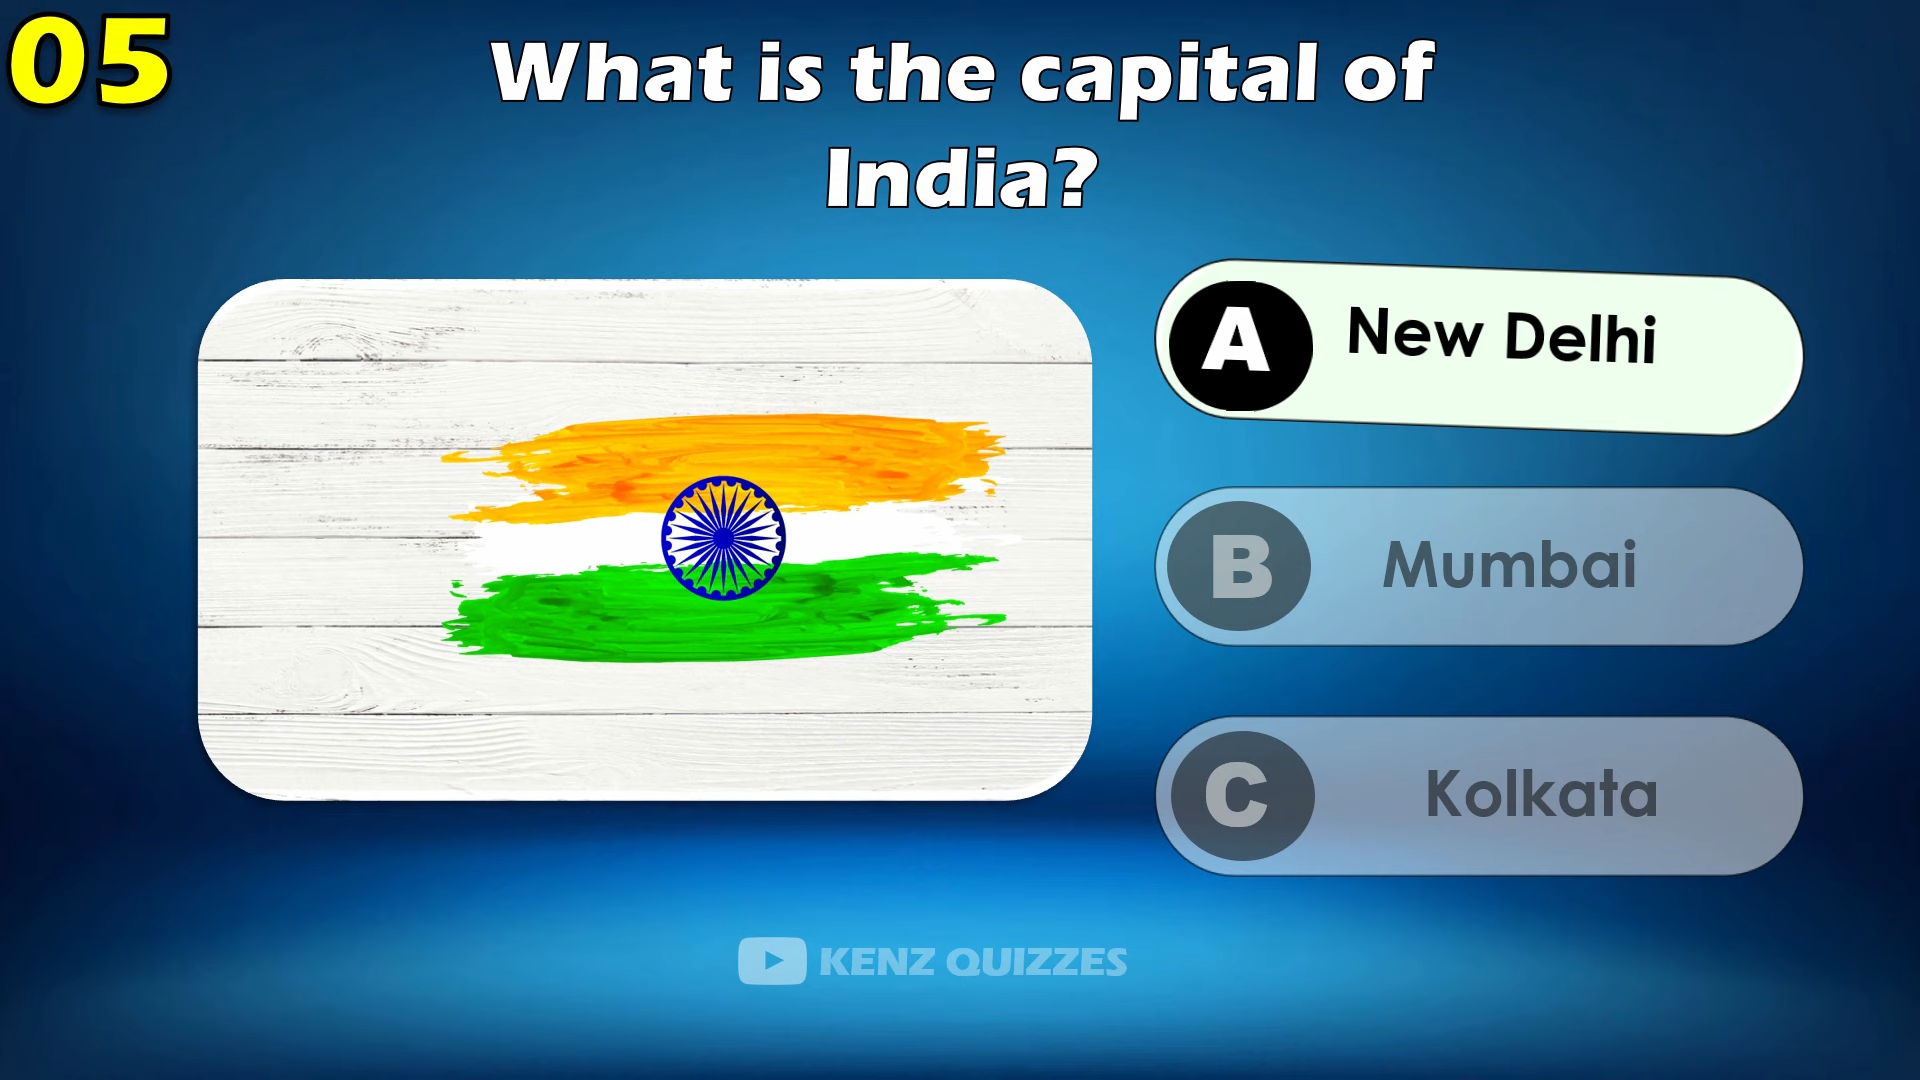 05
What is the capital of
India?
A New Delhi
B Mumbai
C Kolkata
KENZ QUIZZES